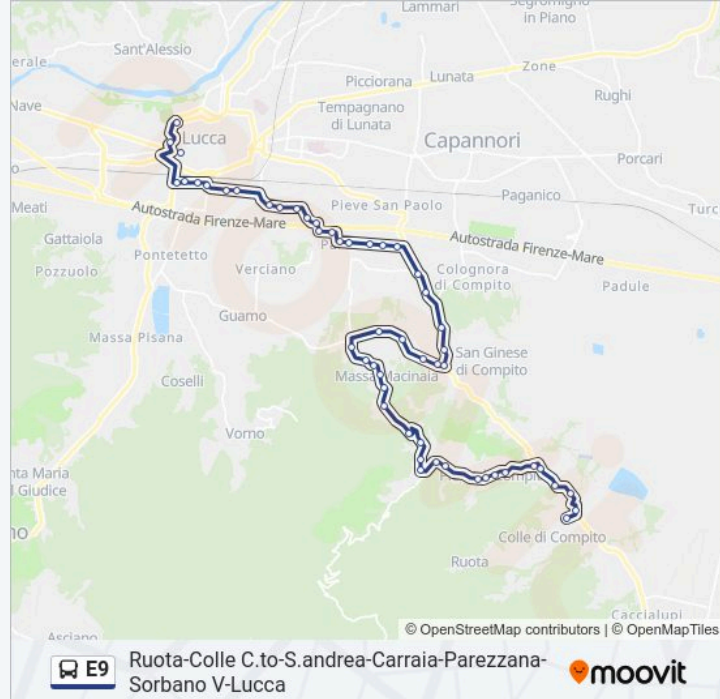 Lammari
Segromigno
in Piano
Sant'Alessio
erale
Zone
Picciorana
Lunata
Nave
Rughi
Tempagnano
di Lunata
Lucca
Capannori
Porcari
Paganico
Pieve San Paolo
Turc
Meati
Autostrada Firenze-Mare
Autostrada Firenze-Mare
Gattaiola
Pontetetto
Pozzuolo
Verciano
Colognora
di Compito
Padule
Guamo
Massa Pisana
San Ginese
di Compito
Massa Macinaia
Coselli
Vorno
nta Maria
l Giudice
no
Colle di Compito
Ruota
Caccialupi
Asciano
© OpenStreetMap contributors | © OpenMapTiles
E9
Ruota-Colle C.to-S.andrea-Carraia-Parezzana-
Sorbano V-Lucca
moovit